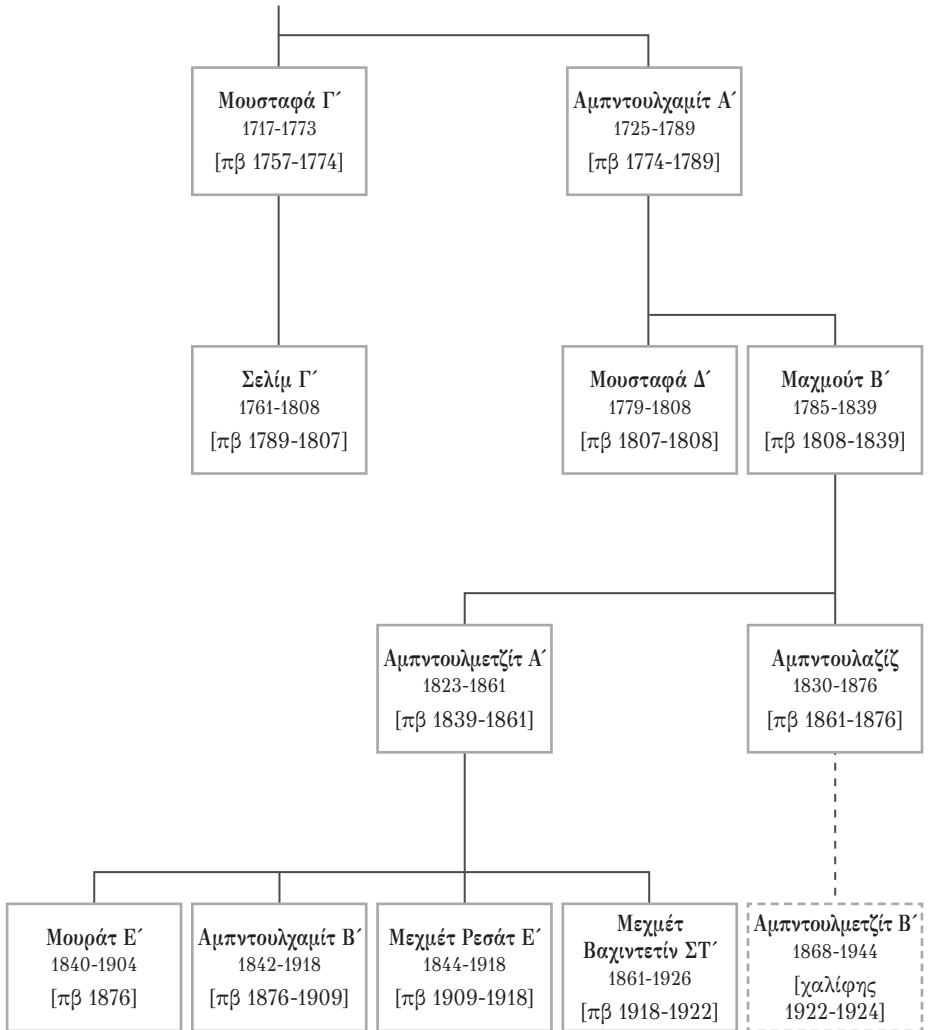 Μουσταφά Γ´
1717-1773
[πβ 1757-1774]
Αμπντουλχαμίτ Α´
1725-1789
[πβ 1774-1789]
Σελίμ Γ´
1761-1808
[πβ 1789-1807]
Μουσταφά Δ´
1779-1808
[πβ 1807-1808]
Μαχμούτ Β´
1785-1839
[πβ 1808-1839]
Αμπντουλμετζίτ Α´
1823-1861
[πβ 1839-1861]
Αμπντουλαζίζ
1830-1876
[πβ 1861-1876]
Μουράτ Ε´
1840-1904
[πβ 1876]
Αμπντουλχαμίτ Β´
1842-1918
[πβ 1876-1909]
Μεχμέτ Ρεσάτ Ε´
1844-1918
[πβ 1909-1918]
Μεχμέτ
Βαχιντετίν ΣΤ´
1861-1926
[πβ 1918-1922]
Αμπντουλμετζίτ Β´
1868-1944
[χαλίφης
1922-1924]